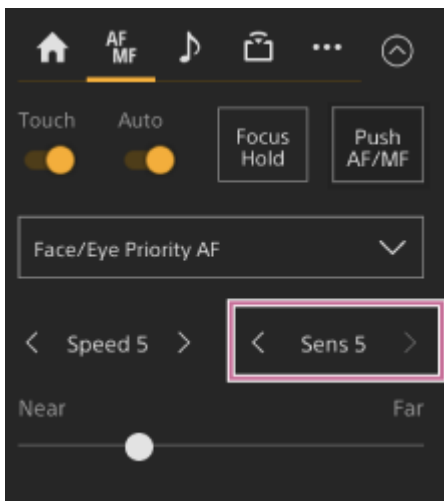 AF
MF
Touch Auto
Focus
Hold
Push
AF/MF
Face/Eye Priority AF
Speed 5
Sens 5
Near Far